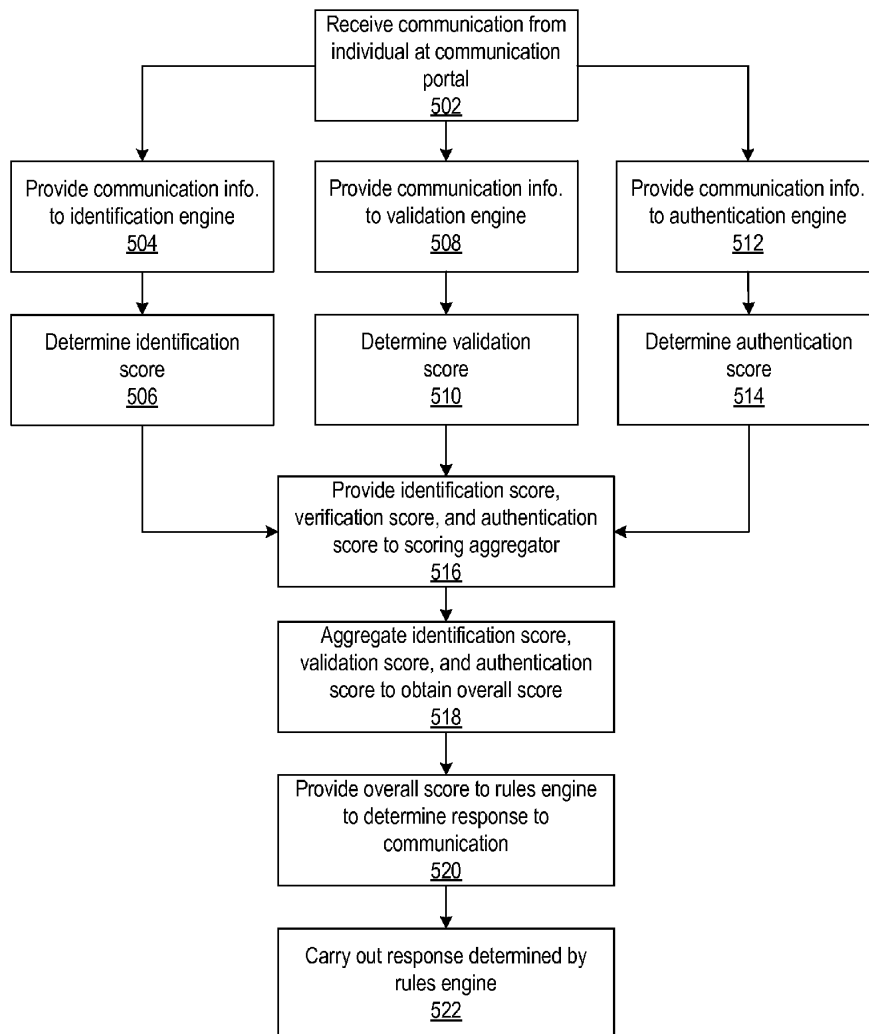 Receive communication from
individual at communication
portal
502
Provide communication info.
to identification engine
504
Provide communication info.
to validation engine
508
Provide communication info.
to authentication engine
512
Determine identification
score
506
Determine validation
score
510
Determine authentication
score
514
Provide identification score,
verification score, and authentication
score to scoring aggregator
516
Aggregate identification score,
validation score, and authentication
score to obtain overall score
518
Provide overall score to rules engine
to determine response to
communication
520
Carry out response determined by
rules engine
522